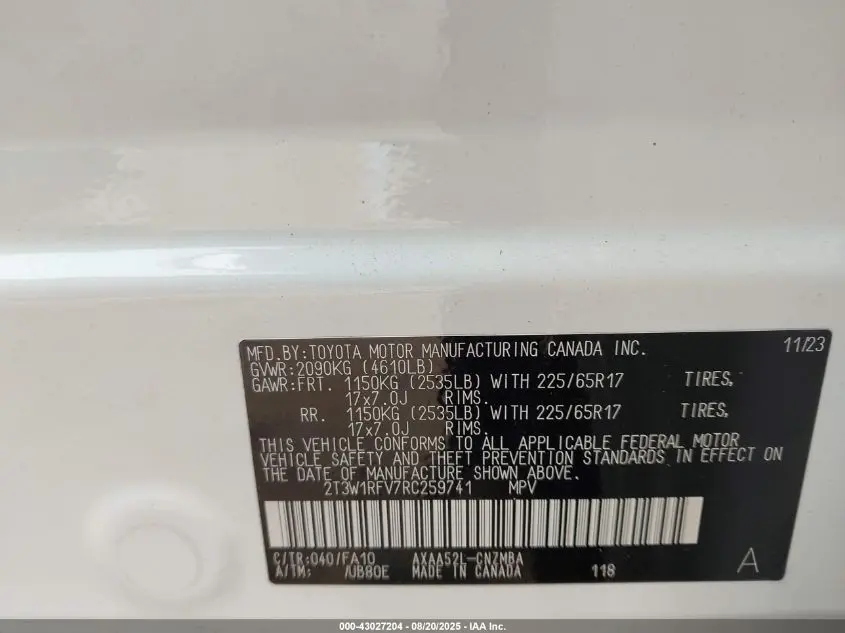 MFD.BY:TOYOTA MOTOR MANUFACTURING CANADA INC. 11/23
GVWR:2090KG (4610LB)
GAWR:FRT. 1150KG (2535LB) WITH 225/65R17 TIRES,
17x7.0J RIMS.
RR. 1150KG (2535LB) WITH 225/65R17 TIRES,
17x7.0J RIMS.
THIS VEHICLE CONFORMS TO ALL APPLICABLE FEDERAL MOTOR
VEHICLE SAFETY AND THEFT PREVENTION STANDARDS IN EFFECT ON
THE DATE OF MANUFACTURE SHOWN ABOVE.
2T3W1RFV7RC259741 MPV
C/TR:040/FA10 AXAA52L-CNZMBA
A/TM: /UB80E MADE IN CANADA 118 A
000-43027204 - 08/20/2025 - IAA Inc.